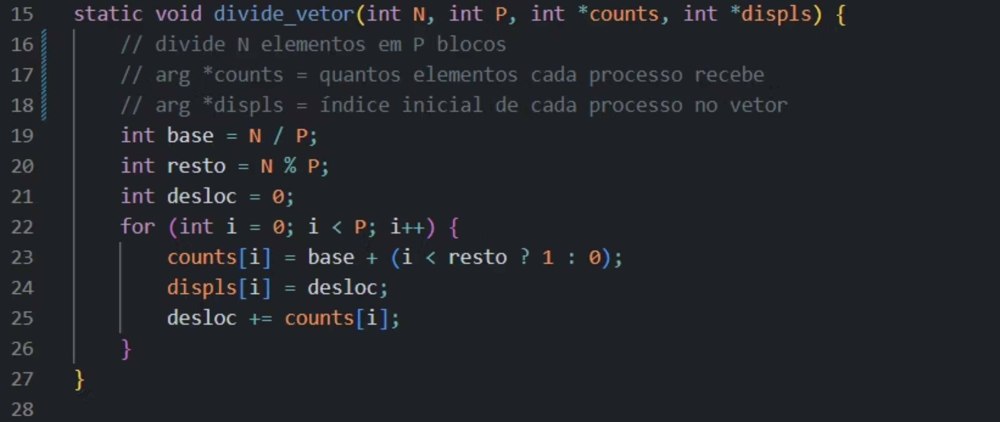 15 static void divide_vetor(int N, int P, int *counts, int *displs) {
16 // divide N elementos em P blocos
17 // arg *counts = quantos elementos cada processo recebe
18 // arg *displs = índice inicial de cada processo no vetor
19 int base = N / P;
20 int resto = N % P;
21 int desloc = 0;
22 for (int i = 0; i < P; i++) {
23 counts[i] = base + (i < resto ? 1 : 0);
24 displs[i] = desloc;
25 desloc += counts[i];
26 }
27 }
28